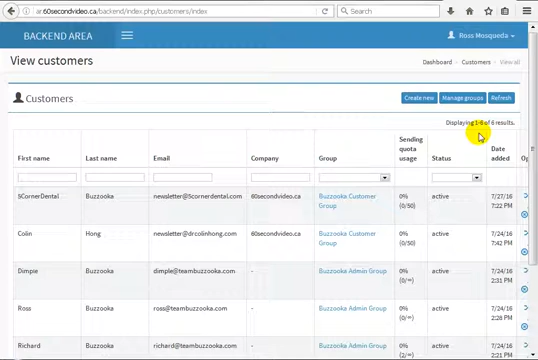 ar.60secondvideo.ca/backend/index.php/customers/index
Search
BACKEND AREA
Ross Mosqueda
View customers
Dashboard
Customers
View all
Customers
Create new
Manage groups
Refresh
Displaying 1-6 of 6 results.
First name
Last name
Email
Company
Group
Sending quota usage
Status
Date added
Op
5CornerDental Buzzooka newsletter@5cornerdental.com 60secondvideo.ca Buzzooka Customer Group 0% (0/50) active 7/27/16 7:22 PM
Colin Hong newsletter@drcolinhong.com 60secondvideo.ca Buzzooka Customer Group 0% (0/50) active 7/24/16 7:42 PM
Dimpie Buzzooka dimple@teambuzzooka.com - Buzzooka Admin Group 0% (0/∞) active 7/24/16 2:31 PM
Ross Buzzooka ross@teambuzzooka.com - Buzzooka Admin Group 0% (0/∞) active 7/24/16 2:28 PM
Richard Buzzooka richard@teambuzzooka.com - Buzzooka Admin Group 0% (2/∞) active 7/24/16 2:21 PM